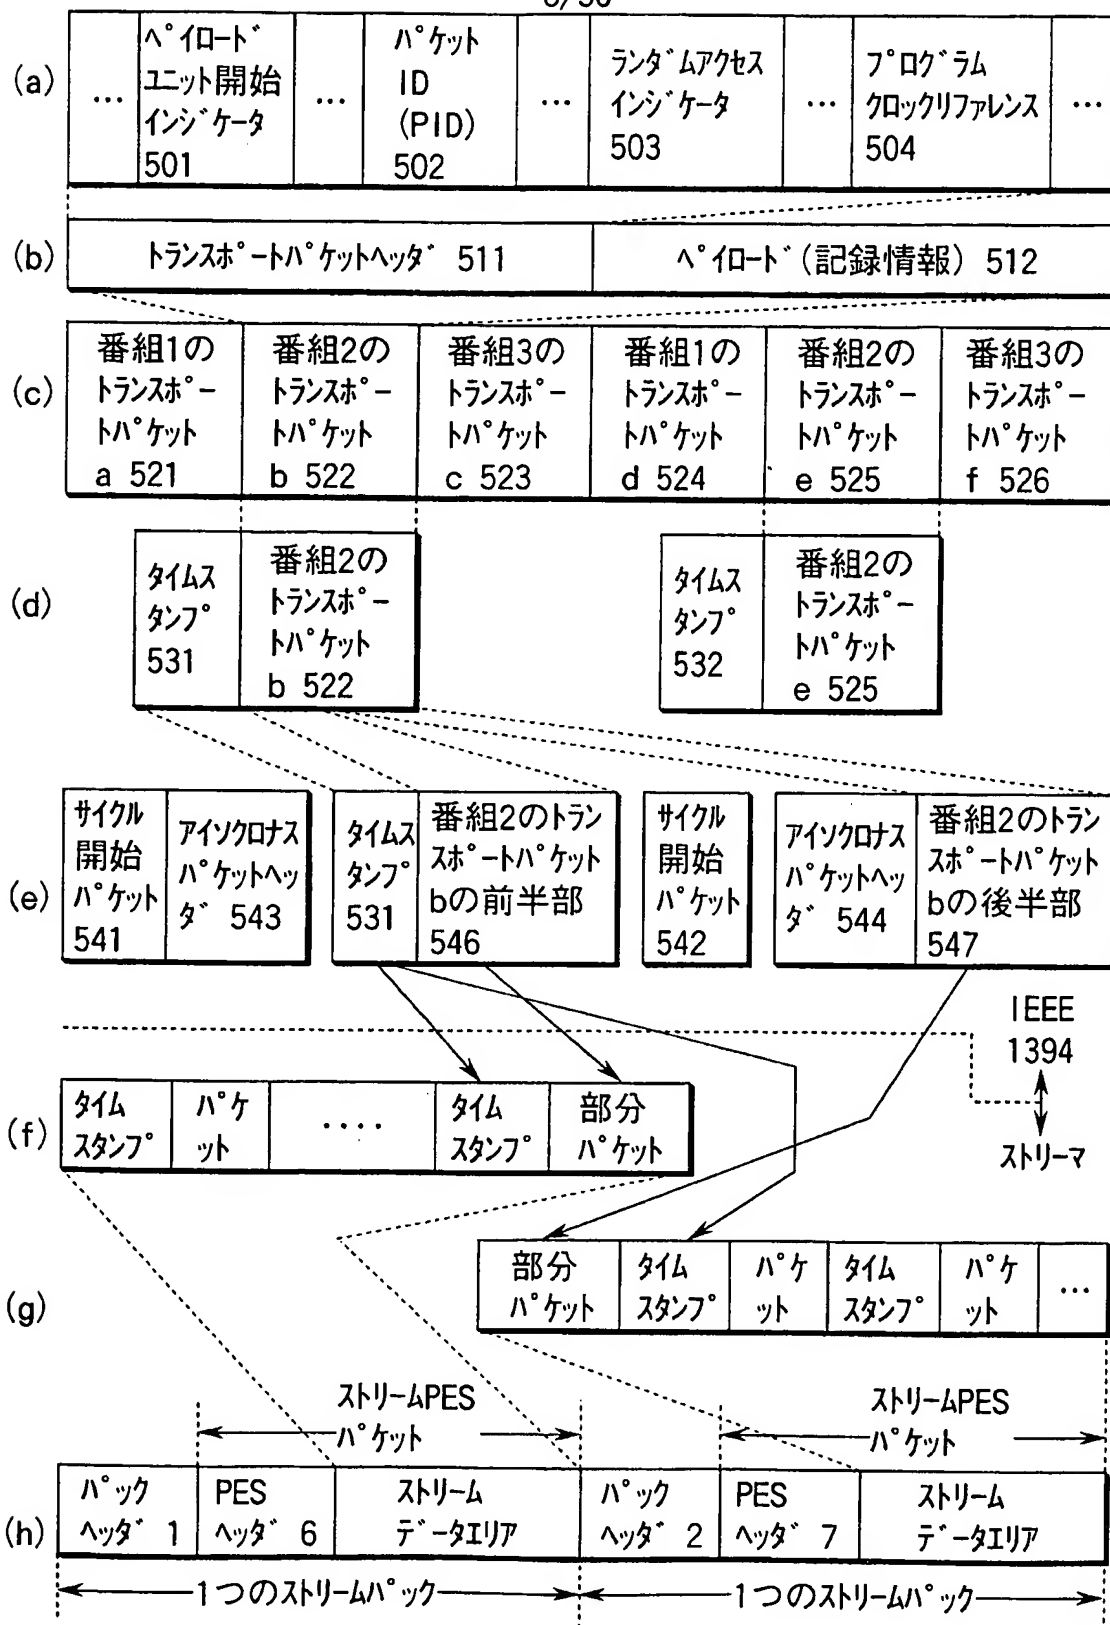 (a)
…
ペイロード
ユニット開始
インジケータ
501
…
パケット
ID
(PID)
502
…
ランダムアクセス
インジケータ
503
…
プログラム
クロックリファレンス
504
…
(b)
トランスポートパケットヘッダ 511
ペイロード(記録情報) 512
(c)
番組1の
トランスポー
トパケット
a 521
番組2の
トランスポー
トパケット
b 522
番組3の
トランスポー
トパケット
c 523
番組1の
トランスポー
トパケット
d 524
番組2の
トランスポー
トパケット
e 525
番組3の
トランスポー
トパケット
f 526
(d)
タイムス
タンプ
531
番組2の
トランスポー
トパケット
b 522
タイムス
タンプ
532
番組2の
トランスポー
トパケット
e 525
(e)
サイクル
開始
パケット
541
アイソクロナス
パケットヘッ
ダ 543
タイムス
タンプ
531
番組2のトラン
スポートパケット
bの前半部
546
サイクル
開始
パケット
542
アイソクロナス
パケットヘッ
ダ 544
番組2のトラン
スポートパケット
bの後半部
547
IEEE
1394
ストリーマ
(f)
タイム
スタンプ
パケ
ット
････
タイム
スタンプ
部分
パケット
(g)
部分
パケット
タイム
スタンプ
パケ
ット
タイム
スタンプ
パケ
ット
…
ストリームPES
パケット
ストリームPES
パケット
(h)
パック
ヘッダ 1
PES
ヘッダ 6
ストリーム
データエリア
パック
ヘッダ 2
PES
ヘッダ 7
ストリーム
データエリア
1つのストリームパック
1つのストリームパック